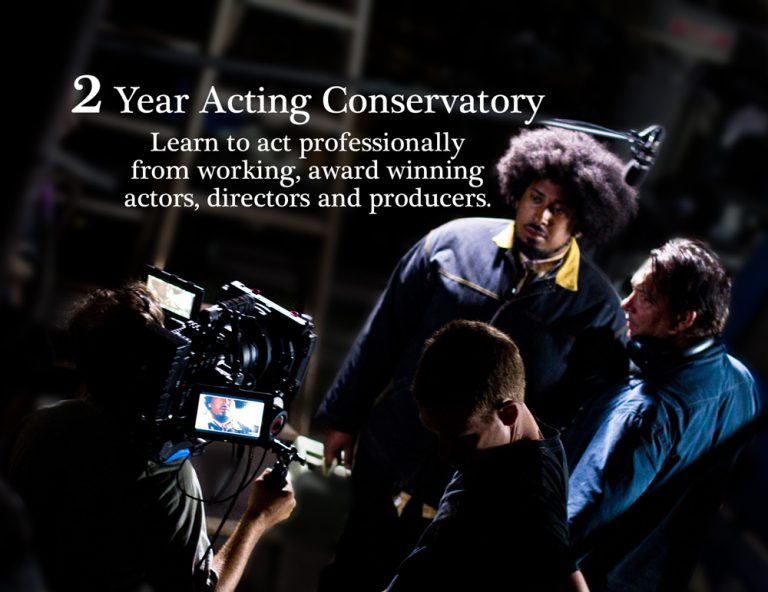 2 Year Acting Conservatory
Learn to act professionally
from working, award winning
actors, directors and producers.